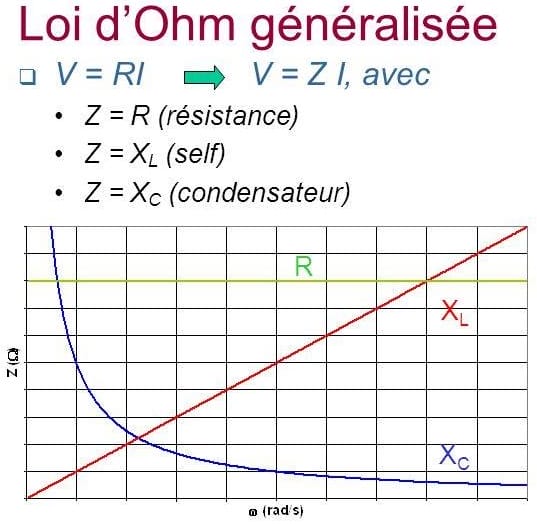 Loi d'Ohm généralisée
❑ V = RI ➡ V = Z I, avec
• Z = R (résistance)
• Z = X_L (self)
• Z = X_C (condensateur)
R
X_L
Z (Ω)
X_C
ω (rad/s)